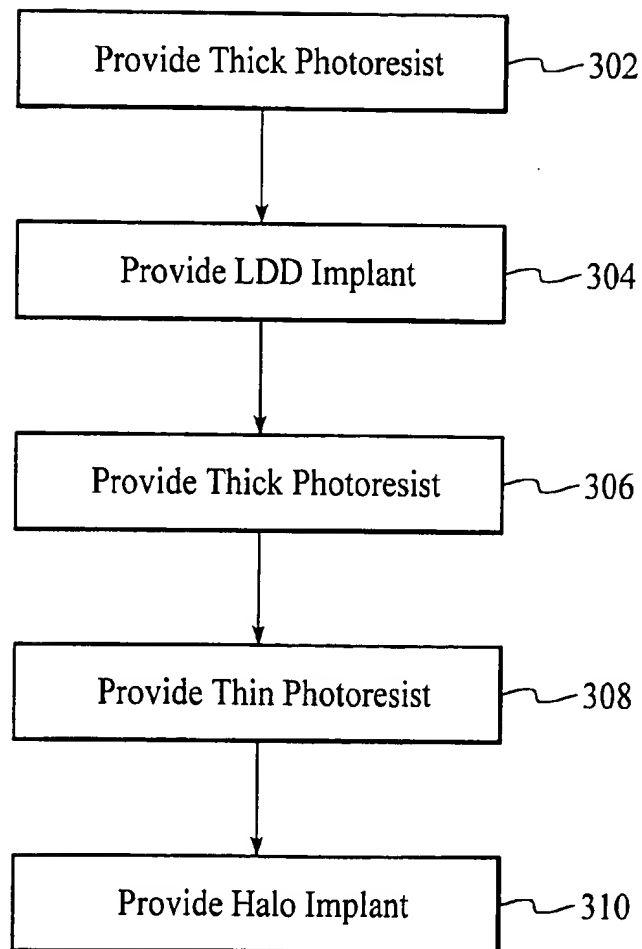 Provide Thick Photoresist 302
Provide LDD Implant 304
Provide Thick Photoresist 306
Provide Thin Photoresist 308
Provide Halo Implant 310